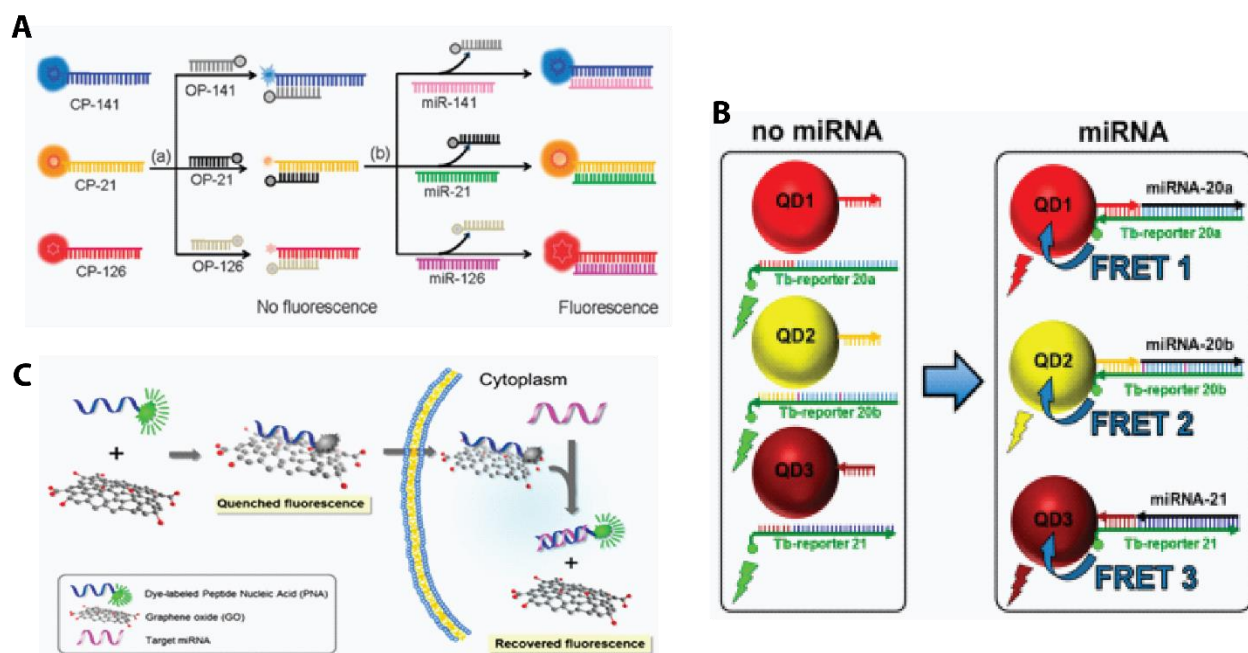 A
CP-141
OP-141
miR-141
CP-21
(a)
OP-21
(b)
miR-21
CP-126
OP-126
miR-126
No fluorescence
Fluorescence
B
no miRNA
miRNA
QD1
Tb-reporter 20a
QD2
Tb-reporter 20b
QD3
Tb-reporter 21
QD1
miRNA-20a
Tb-reporter 20a
FRET 1
QD2
miRNA-20b
Tb-reporter 20b
FRET 2
QD3
miRNA-21
Tb-reporter 21
FRET 3
C
Cytoplasm
+
Quenched fluorescence
+
Recovered fluorescence
Dye-labeled Peptide Nucleic Acid (PNA)
Graphene oxide (GO)
Target miRNA